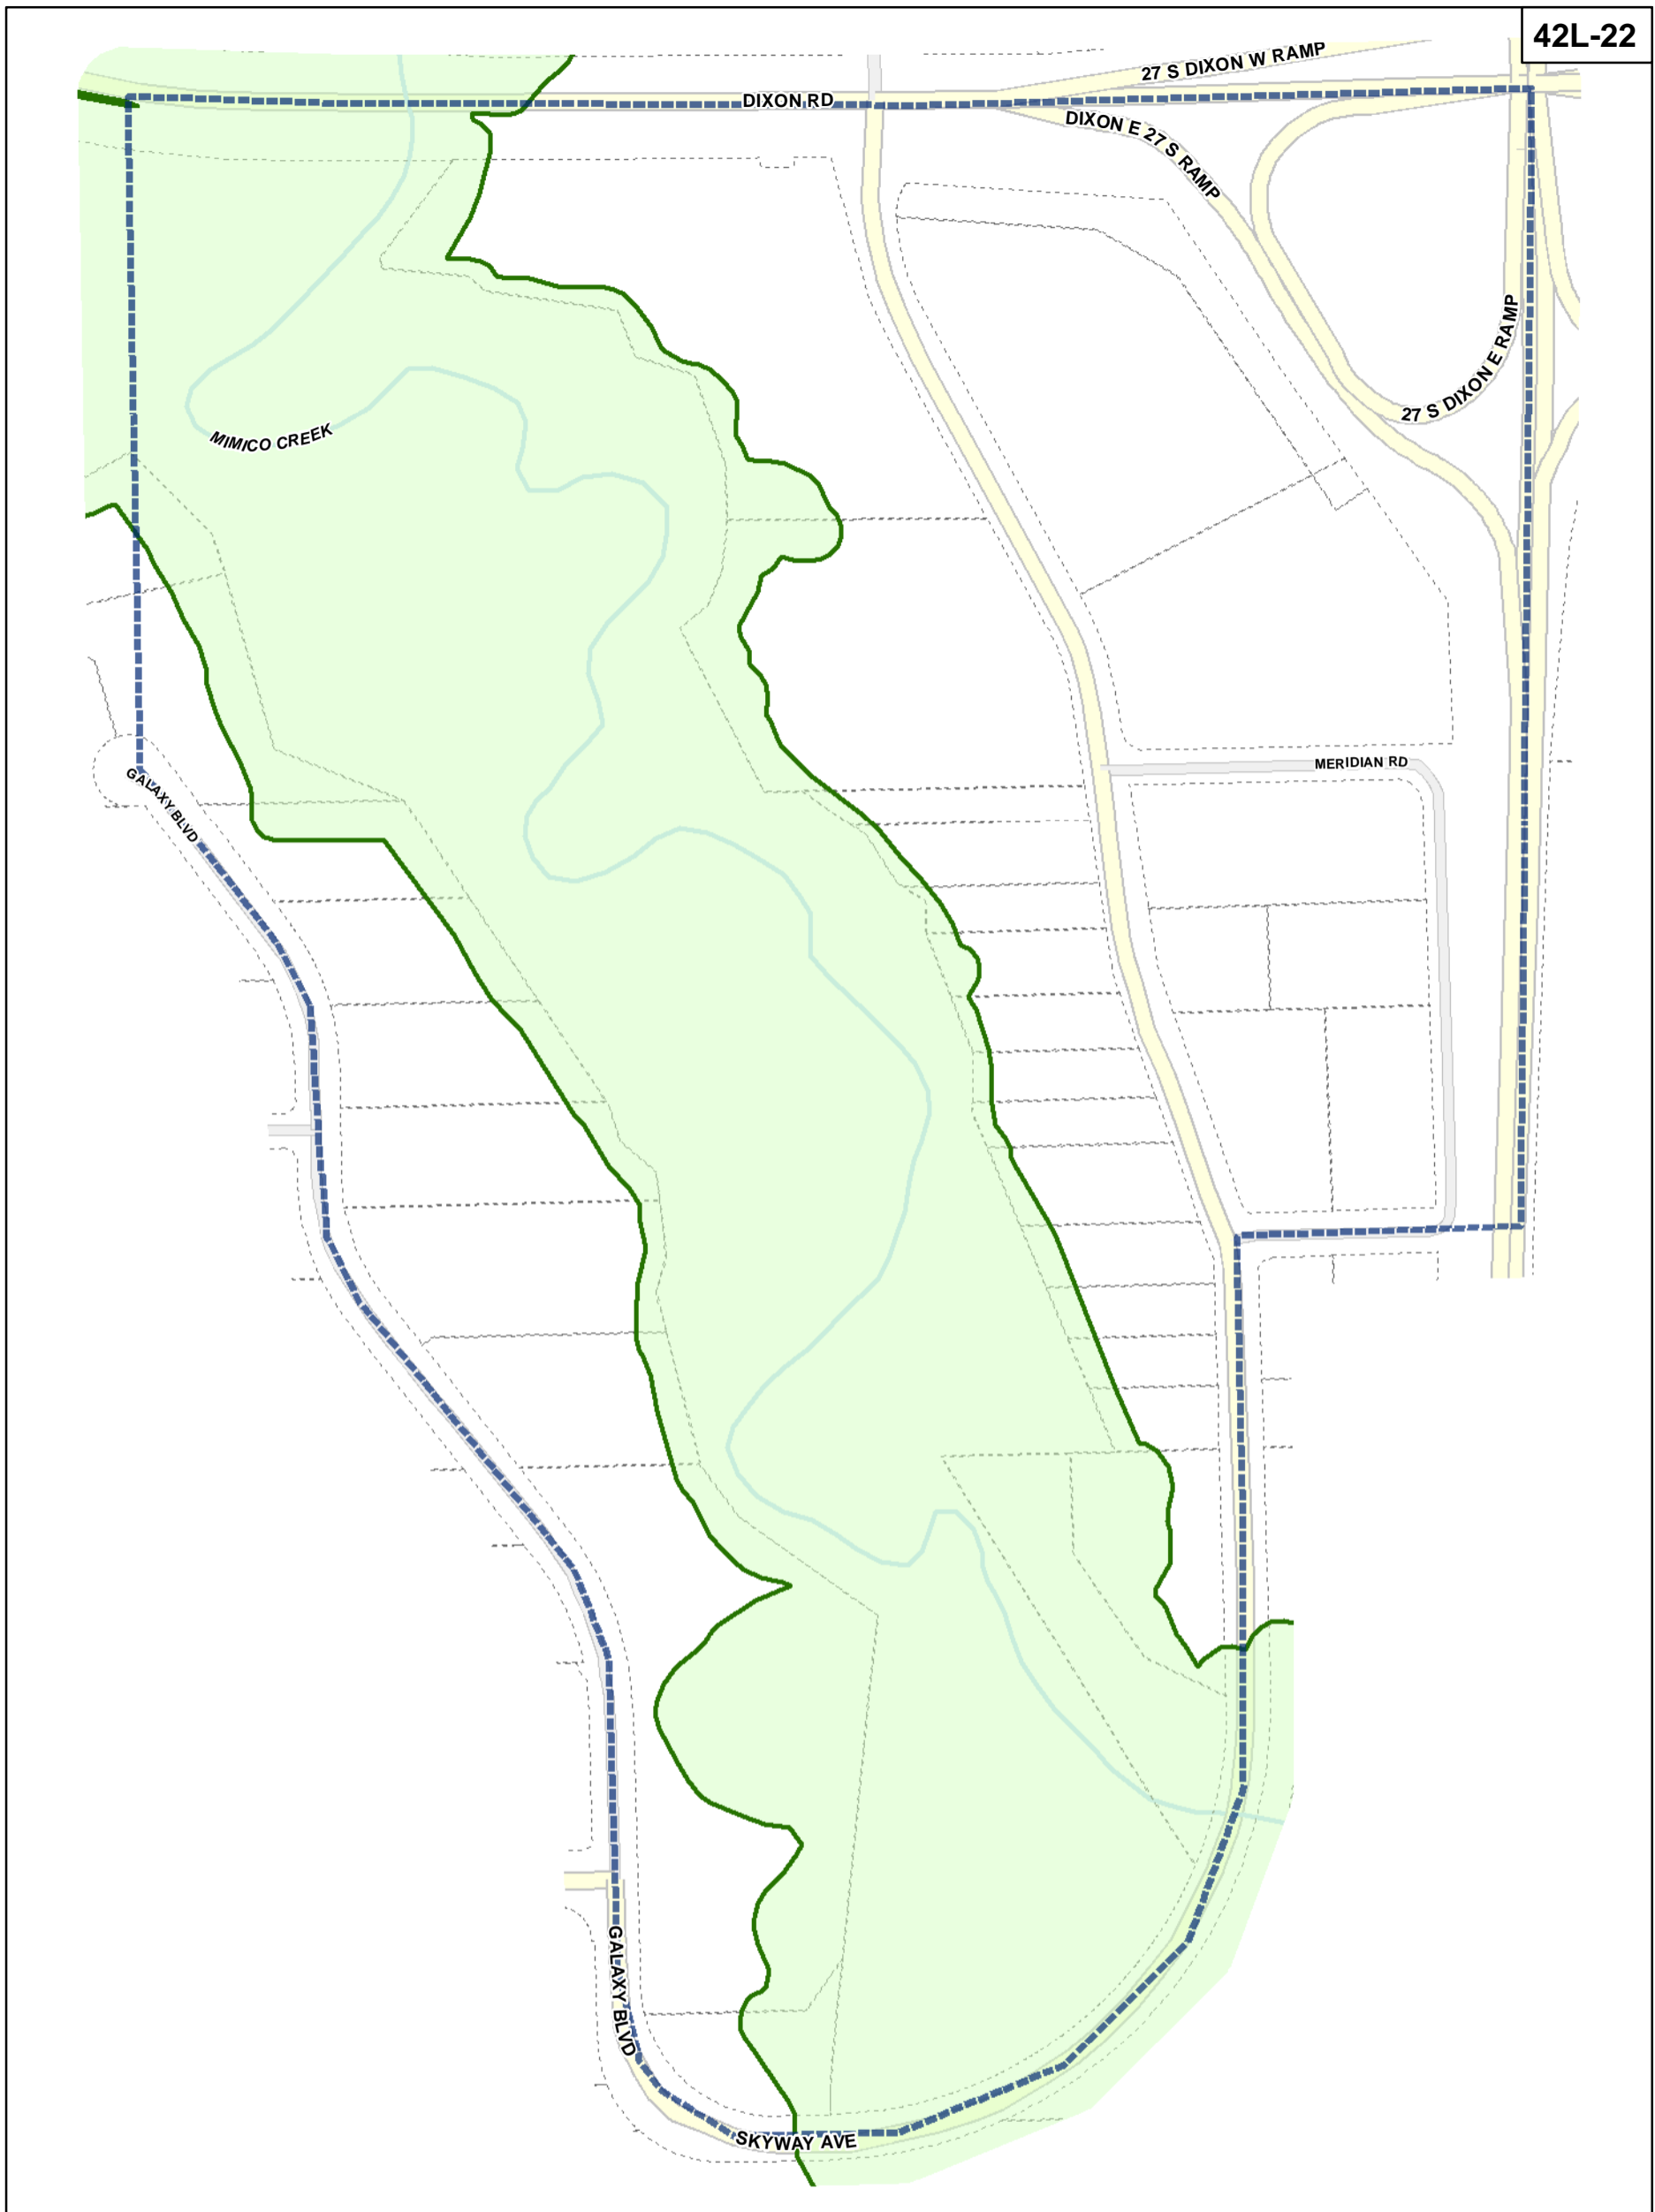 42L-22
27 S DIXON W RAMP
DIXON RD
DIXON E 27 S RAMP
27 S DIXON E RAMP
MIMICO CREEK
MERIDIAN RD
GALAXY BLVD
GALAXY BLVD
SKYWAY AVE